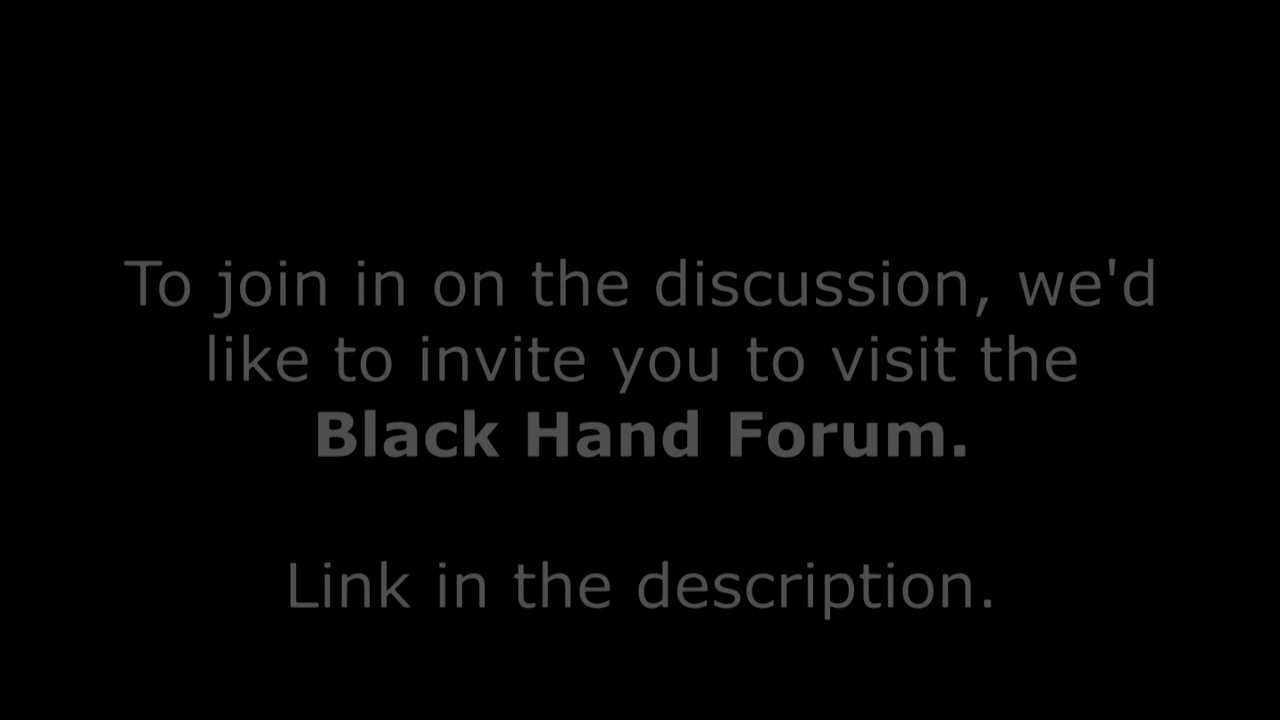 To join in on the discussion, we'd
like to invite you to visit the
Black Hand Forum.
Link in the description.